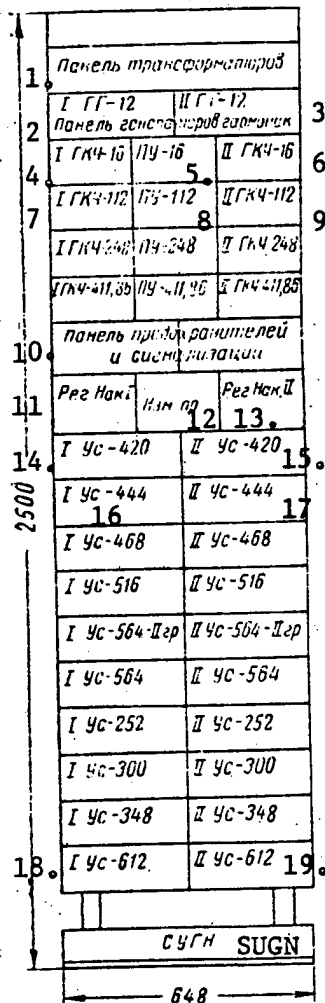 1. Панель трансформаторов
I ГГ-12 II ГГ-12 3
2 Панель генераторов гармоник
I ГКЧ-16 ПУ-16 II ГКЧ-16 6
4 5.
I ГКЧ-112 ПУ-112 II ГКЧ-112
7 8 9
I ГКЧ-248 ПУ-248 II ГКЧ 248
I ГКЧ-411,85 ПУ-411,85 II ГКЧ 411,85
Панель предохранителей
10. и сигнализации
11 Рег Нак I Изм пр Рег Нак. II
12 13.
14. I Ус-420 II Ус-420 15.
I Ус-444 II Ус-444
16 17
2500
I Ус-468 II Ус-468
I Ус-516 II Ус-516
I Ус-564-IIгр II Ус-564-IIгр
I Ус-564 II Ус-564
I Ус-252 II Ус-252
I Ус-300 II Ус-300
I Ус-348 II Ус-348
18. I Ус-612 II Ус-612 19.
СУГН SUGN
648